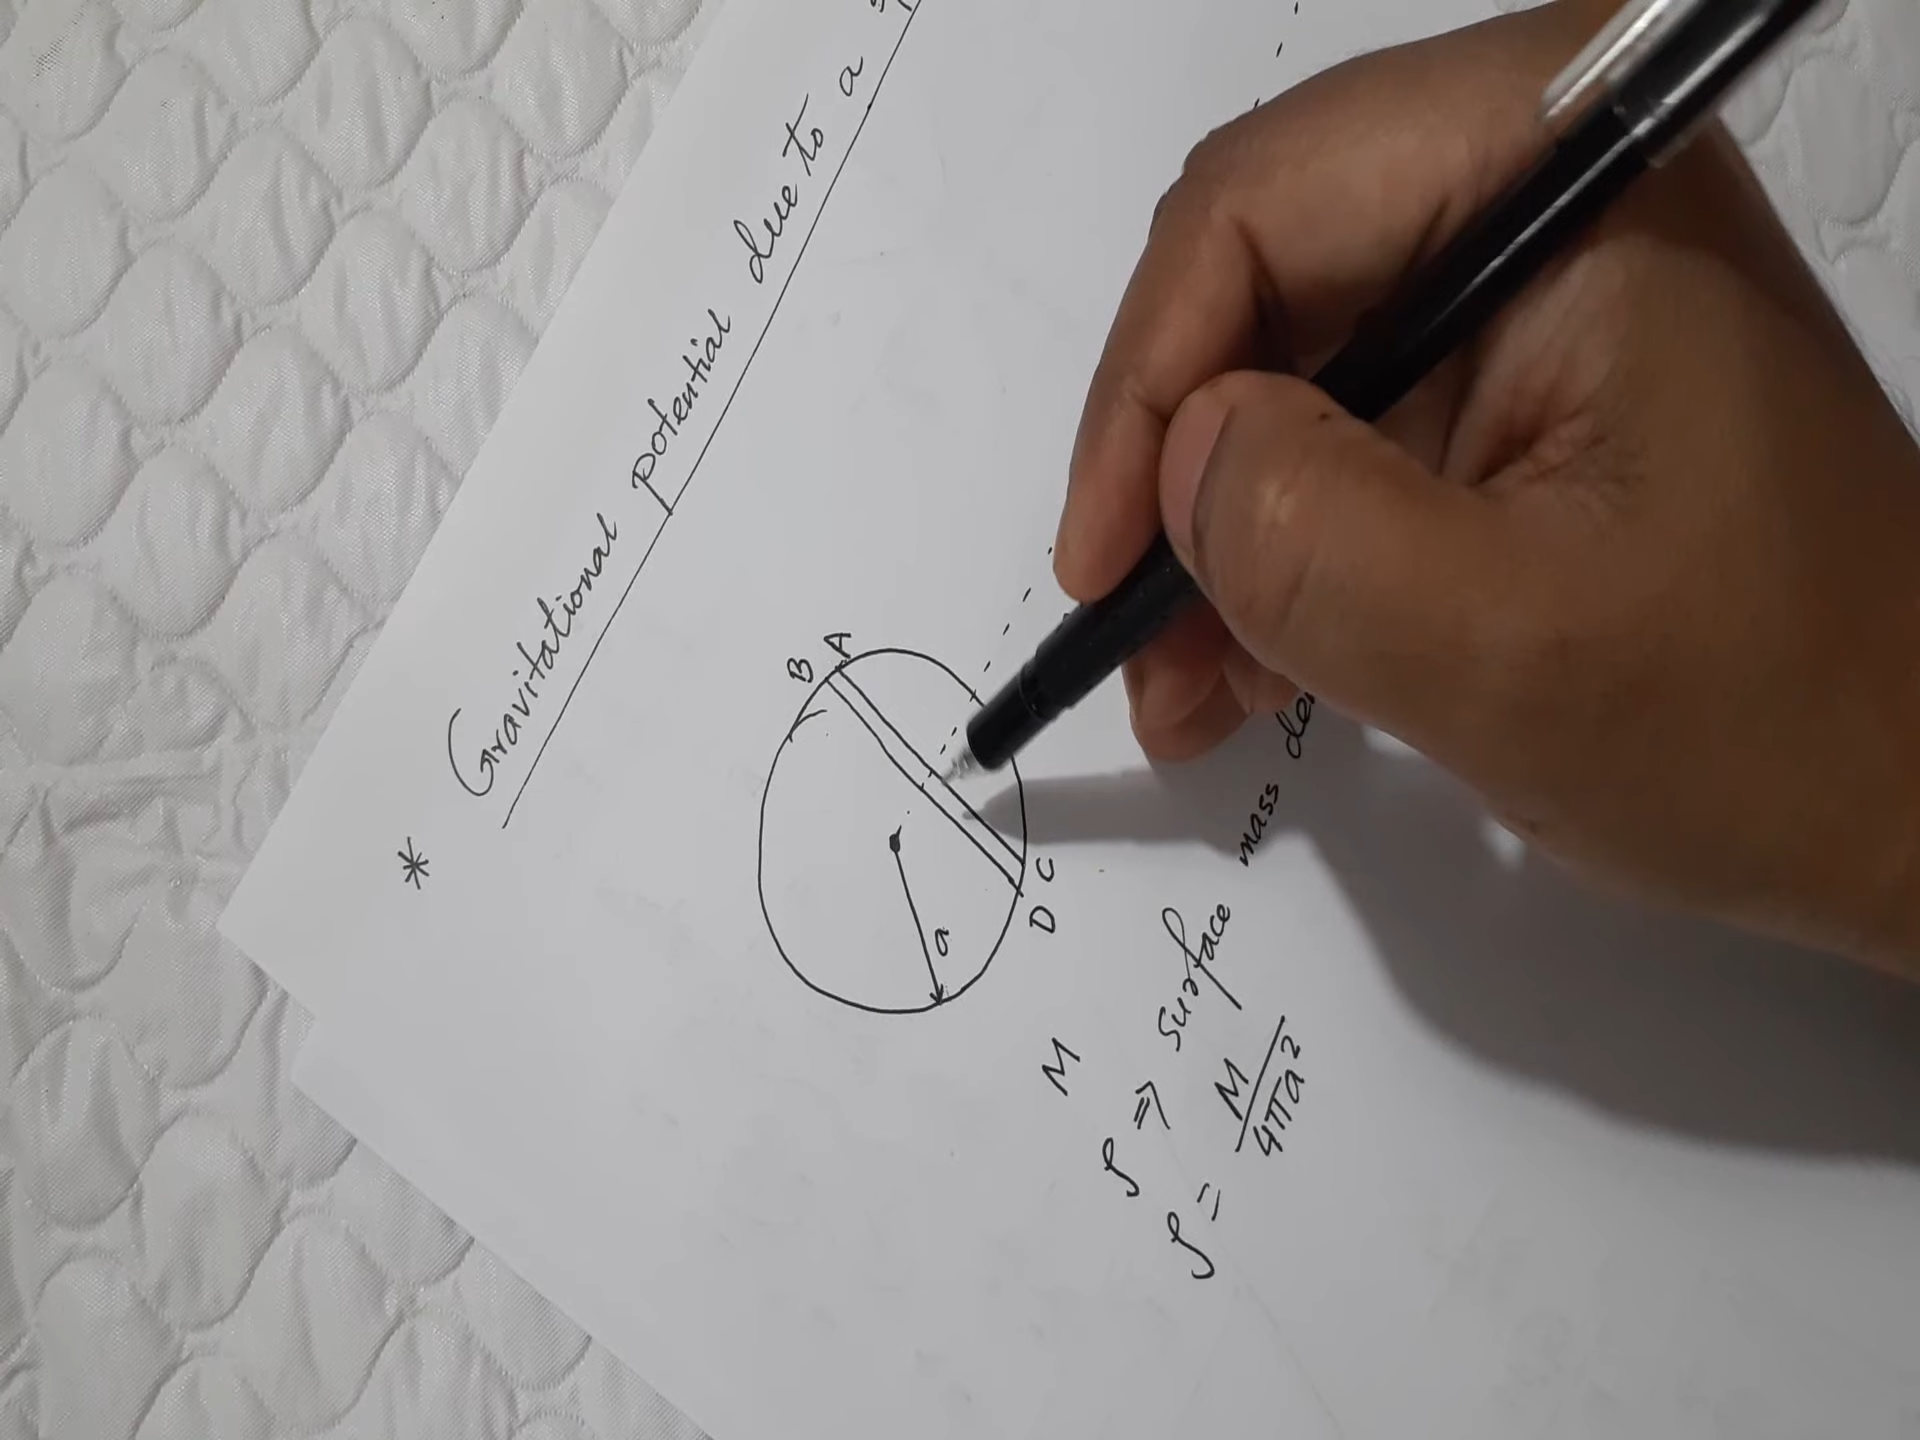 * Gravitational potential due to a
B A
a
D C
M
ρ ⇒ surface mass
ρ = M/4πa²